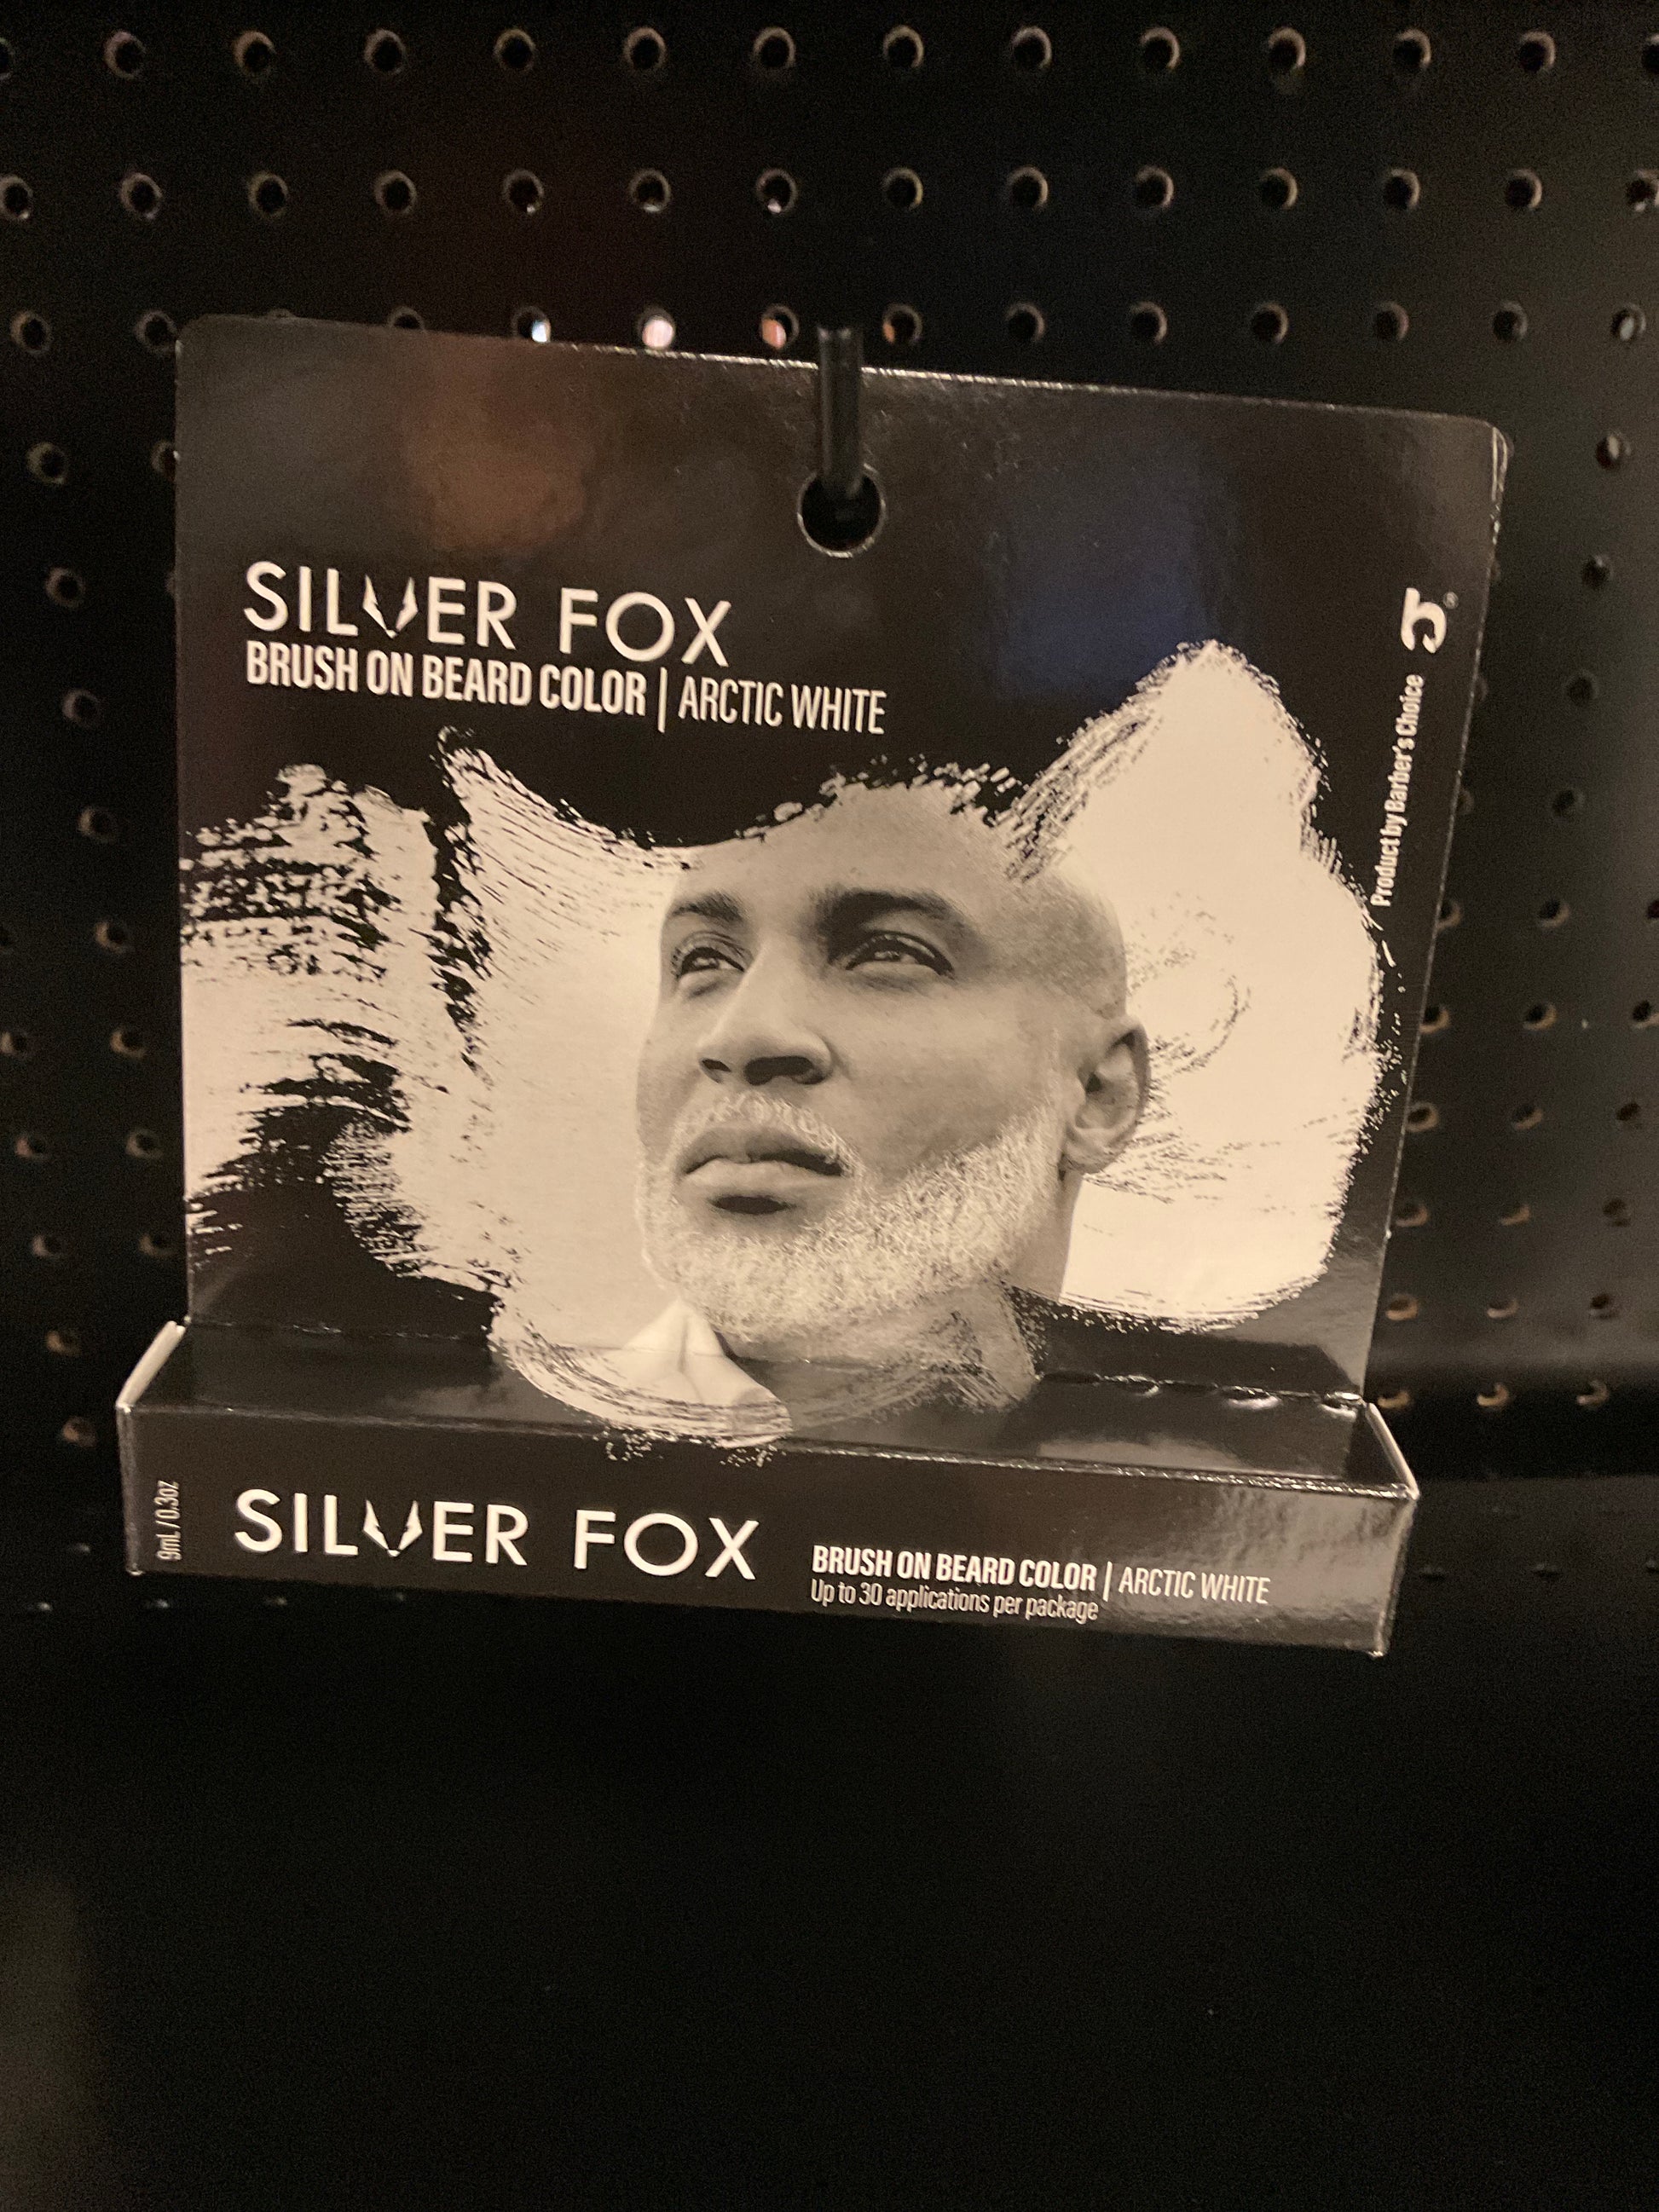 SILVER FOX
BRUSH ON BEARD COLOR | ARCTIC WHITE
Product by Barber's Choice
9mL / 0.3oz
SILVER FOX
BRUSH ON BEARD COLOR | ARCTIC WHITE
Up to 30 applications per package